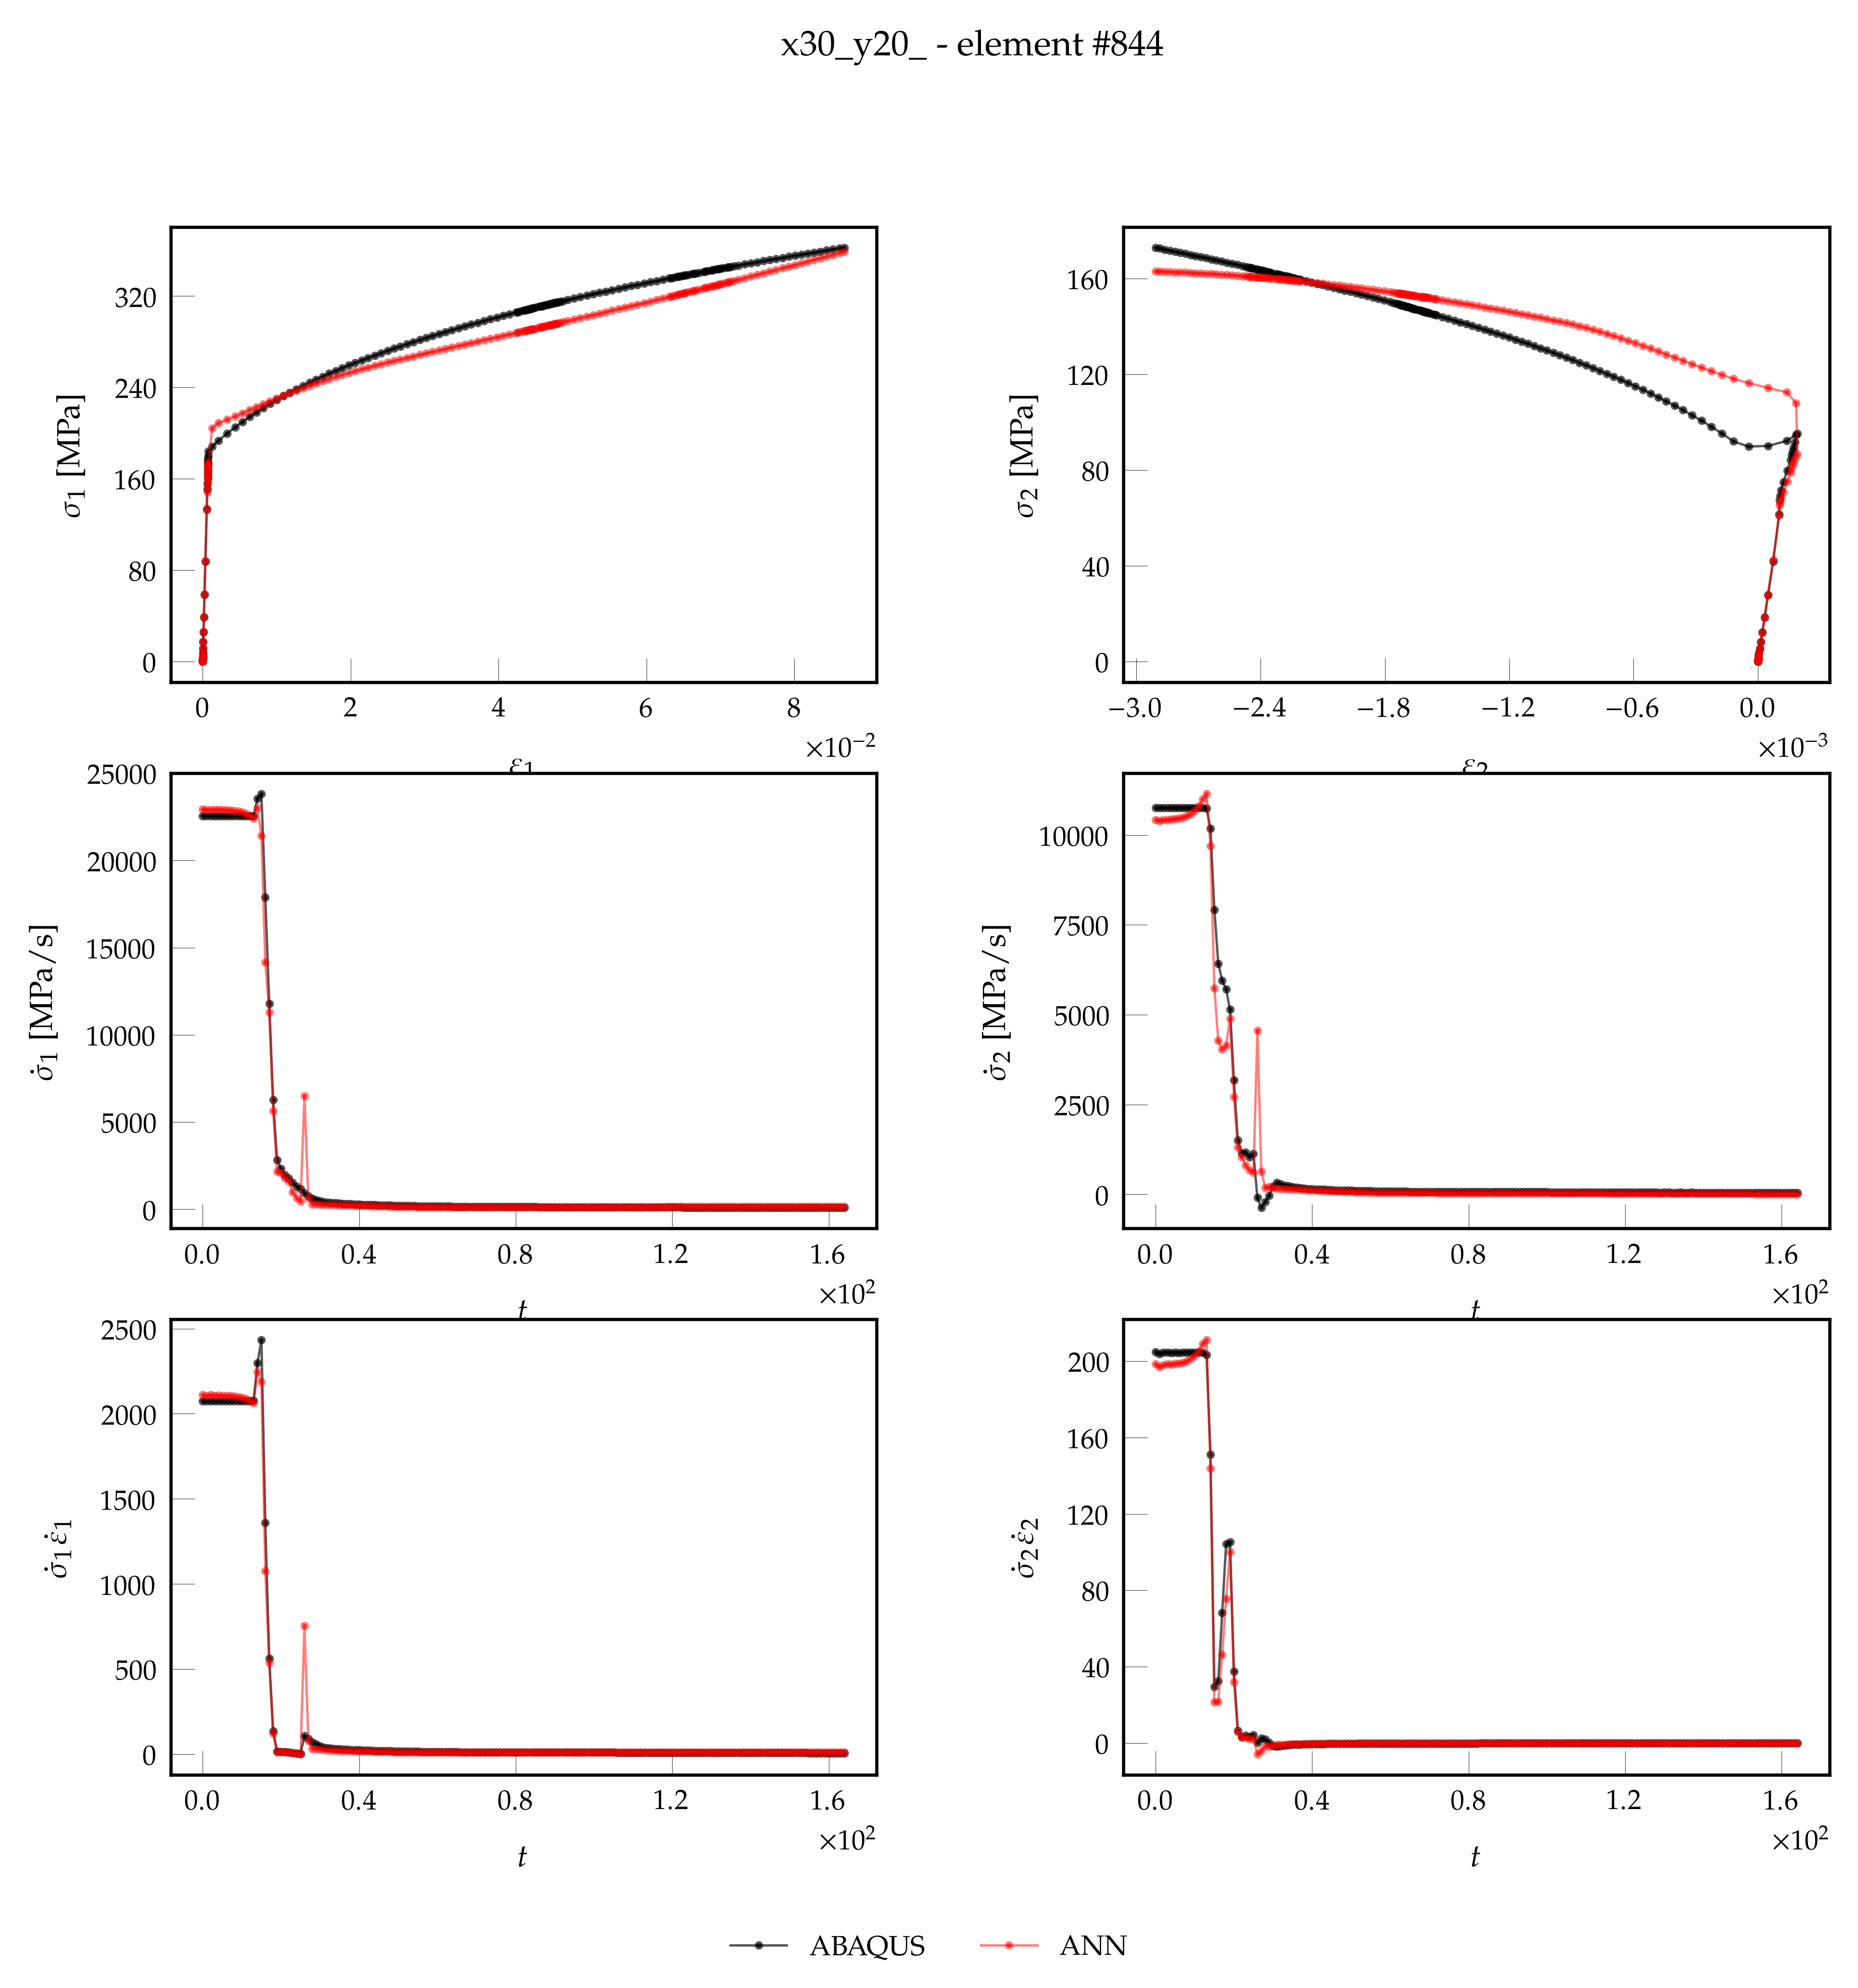 x30_y20_ - element #844
σ1 [MPa]
320
240
160
80
0
0 2 4 6 8
×10−2
ε1
σ2 [MPa]
160
120
80
40
0
−3.0 −2.4 −1.8 −1.2 −0.6 0.0
×10−3
ε2
σ̇1 [MPa/s]
25000
20000
15000
10000
5000
0
0.0 0.4 0.8 1.2 1.6
×102
t
σ̇2 [MPa/s]
10000
7500
5000
2500
0
0.0 0.4 0.8 1.2 1.6
×102
t
σ̇1ε̇1
2500
2000
1500
1000
500
0
0.0 0.4 0.8 1.2 1.6
×102
t
σ̇2ε̇2
200
160
120
80
40
0
0.0 0.4 0.8 1.2 1.6
×102
t
ABAQUS ANN